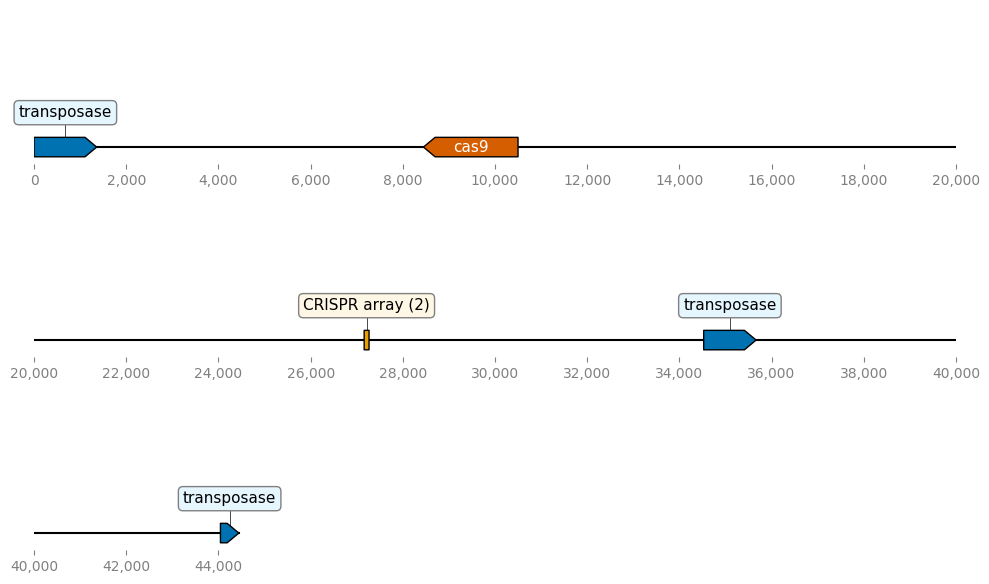 transposase
cas9
0 2,000 4,000 6,000 8,000 10,000 12,000 14,000 16,000 18,000 20,000
CRISPR array (2) transposase
20,000 22,000 24,000 26,000 28,000 30,000 32,000 34,000 36,000 38,000 40,000
transposase
40,000 42,000 44,000